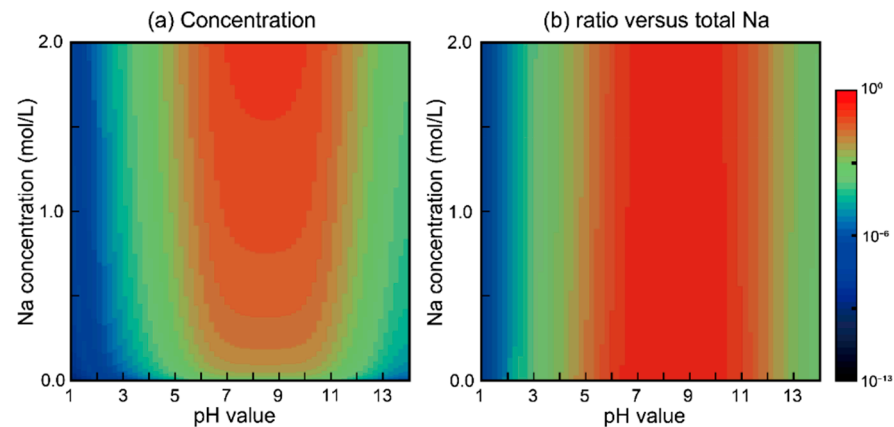 (a) Concentration
(b) ratio versus total Na
2.0
1.0
0.0
Na concentration (mol/L)
1 3 5 7 9 11 13
pH value
2.0
1.0
0.0
Na concentration (mol/L)
1 3 5 7 9 11 13
pH value
10⁰
10⁻⁶
10⁻¹³